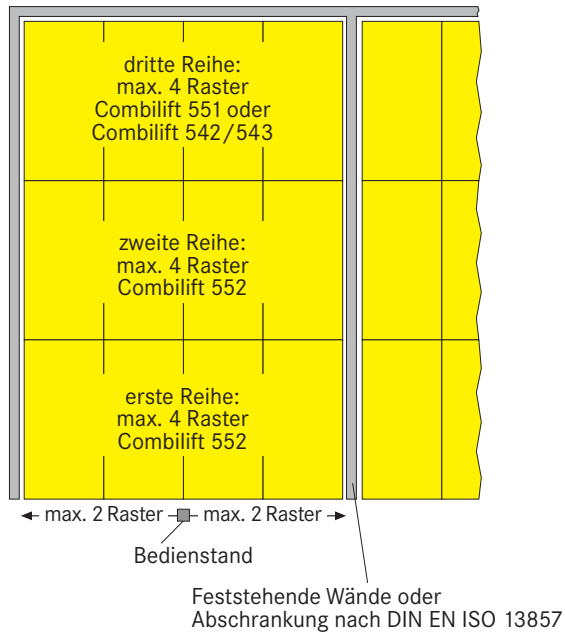 dritte Reihe:
max. 4 Raster
Combilift 551 oder
Combilift 542/543
zweite Reihe:
max. 4 Raster
Combilift 552
erste Reihe:
max. 4 Raster
Combilift 552
max. 2 Raster
max. 2 Raster
Bedienstand
Feststehende Wände oder
Abschrankung nach DIN EN ISO 13857